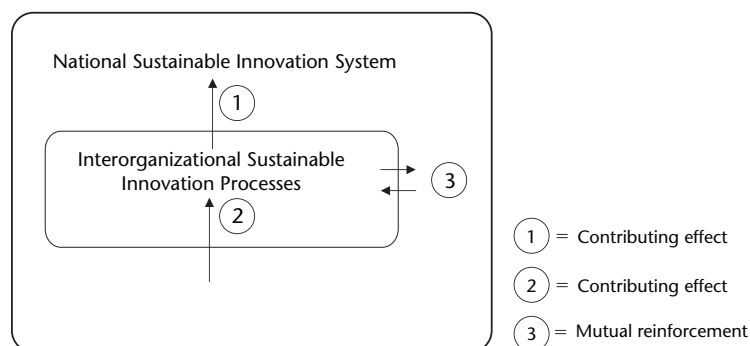 National Sustainable Innovation System
1
Interorganizational Sustainable
Innovation Processes
3
2
1 = Contributing effect
2 = Contributing effect
3 = Mutual reinforcement